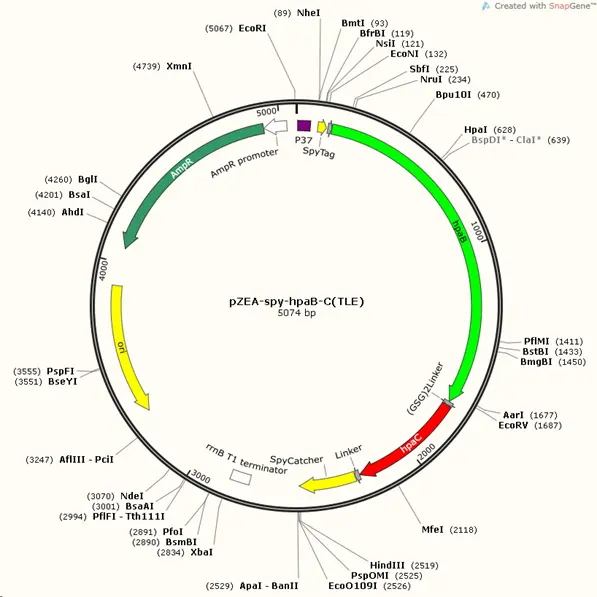 Created with SnapGene™
(89) NheI
BmtI (93)
BfrBI (119)
NsiI (121)
EcoNI (132)
SbfI (225)
NruI (234)
Bpu10I (470)
HpaI (628)
BspDI* - ClaI* (639)
PflMI (1411)
BstBI (1433)
BmgBI (1450)
AarI (1677)
EcoRV (1687)
MfeI (2118)
HindIII (2519)
PspOMI (2525)
EcoO109I (2526)
(2529) ApaI - BanII
(2834) XbaI
(2890) BsmBI
(2891) PfoI
(2994) PflFI - Tth111I
(3001) BsaAI
(3070) NdeI
(3247) AflIII - PciI
(3551) BseYI
(3555) PspFI
(4140) AhdI
(4201) BsaI
(4260) BglI
(4739) XmnI
(5067) EcoRI
5000
1000
2000
3000
4000
P37
SpyTag
hpaB
(GSG)2Linker
hpaC
Linker
SpyCatcher
rrnB T1 terminator
ori
AmpR
AmpR promoter
pZEA-spy-hpaB-C(TLE)
5074 bp